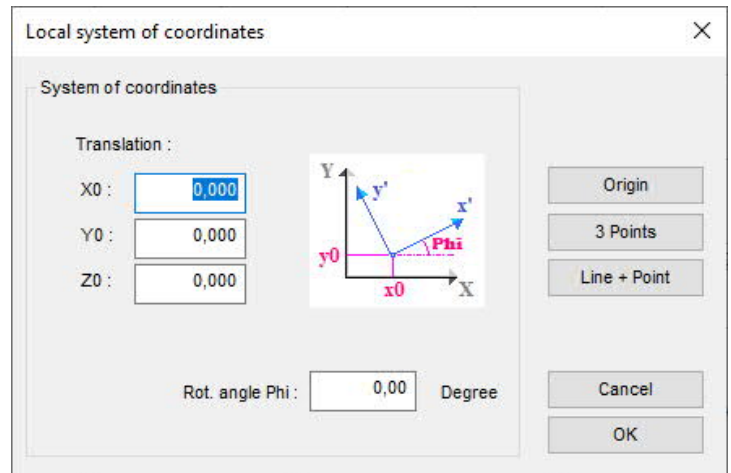 Local system of coordinates
System of coordinates
Translation :
X0 : 0,000
Y0 : 0,000
Z0 : 0,000
Y
y'
x'
Phi
y0
x0
X
Rot. angle Phi : 0,00 Degree
Origin
3 Points
Line + Point
Cancel
OK